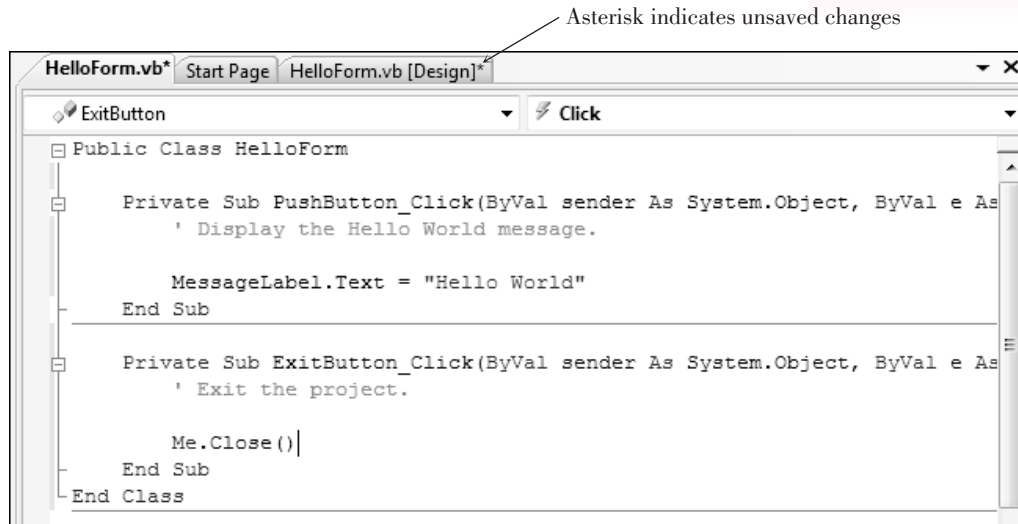 Asterisk indicates unsaved changes
HelloForm.vb* Start Page HelloForm.vb [Design]*
ExitButton Click
Public Class HelloForm
Private Sub PushButton_Click(ByVal sender As System.Object, ByVal e As
' Display the Hello World message.
MessageLabel.Text = "Hello World"
End Sub
Private Sub ExitButton_Click(ByVal sender As System.Object, ByVal e As
' Exit the project.
Me.Close()
End Sub
End Class